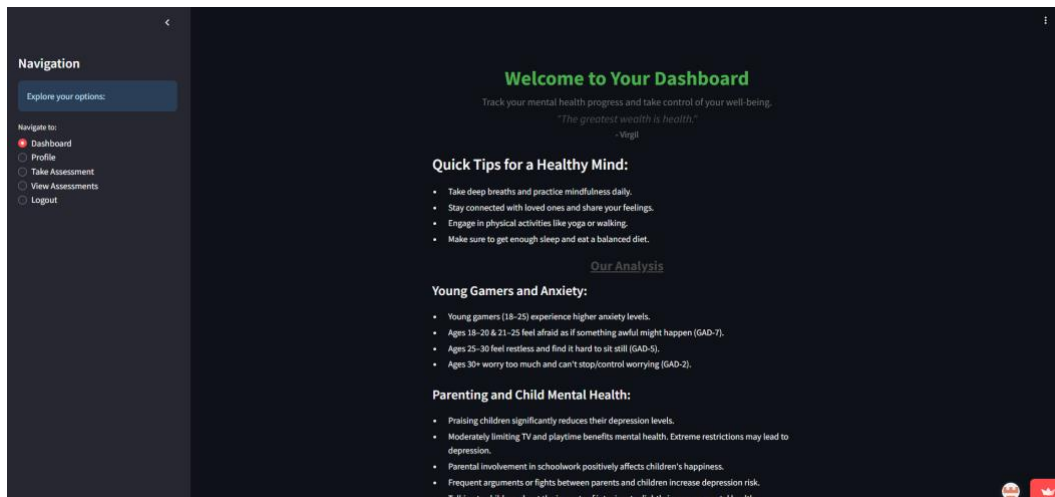 Navigation
Explore your options:
Navigate to:
Dashboard
Profile
Take Assessment
View Assessments
Logout
Welcome to Your Dashboard
Track your mental health progress and take control of your well-being.
"The greatest wealth is health."
- Virgil
Quick Tips for a Healthy Mind:
• Take deep breaths and practice mindfulness daily.
• Stay connected with loved ones and share your feelings.
• Engage in physical activities like yoga or walking.
• Make sure to get enough sleep and eat a balanced diet.
Our Analysis
Young Gamers and Anxiety:
• Young gamers (18–25) experience higher anxiety levels.
• Ages 18–20 & 21–25 feel afraid as if something awful might happen (GAD-7).
• Ages 25–30 feel restless and find it hard to sit still (GAD-5).
• Ages 30+ worry too much and can't stop/control worrying (GAD-2).
Parenting and Child Mental Health:
• Praising children significantly reduces their depression levels.
• Moderately limiting TV and playtime benefits mental health. Extreme restrictions may lead to
depression.
• Parental involvement in schoolwork positively affects children's happiness.
• Frequent arguments or fights between parents and children increase depression risk.